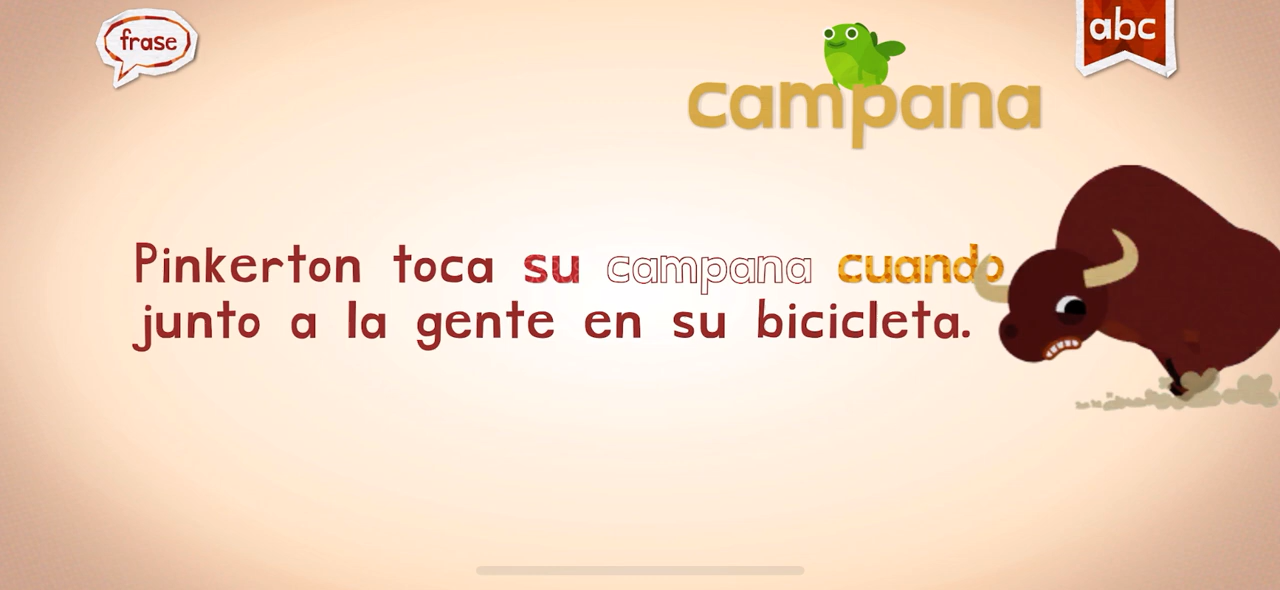 frase
abc
campana
Pinkerton toca su campana cuando
junto a la gente en su bicicleta.